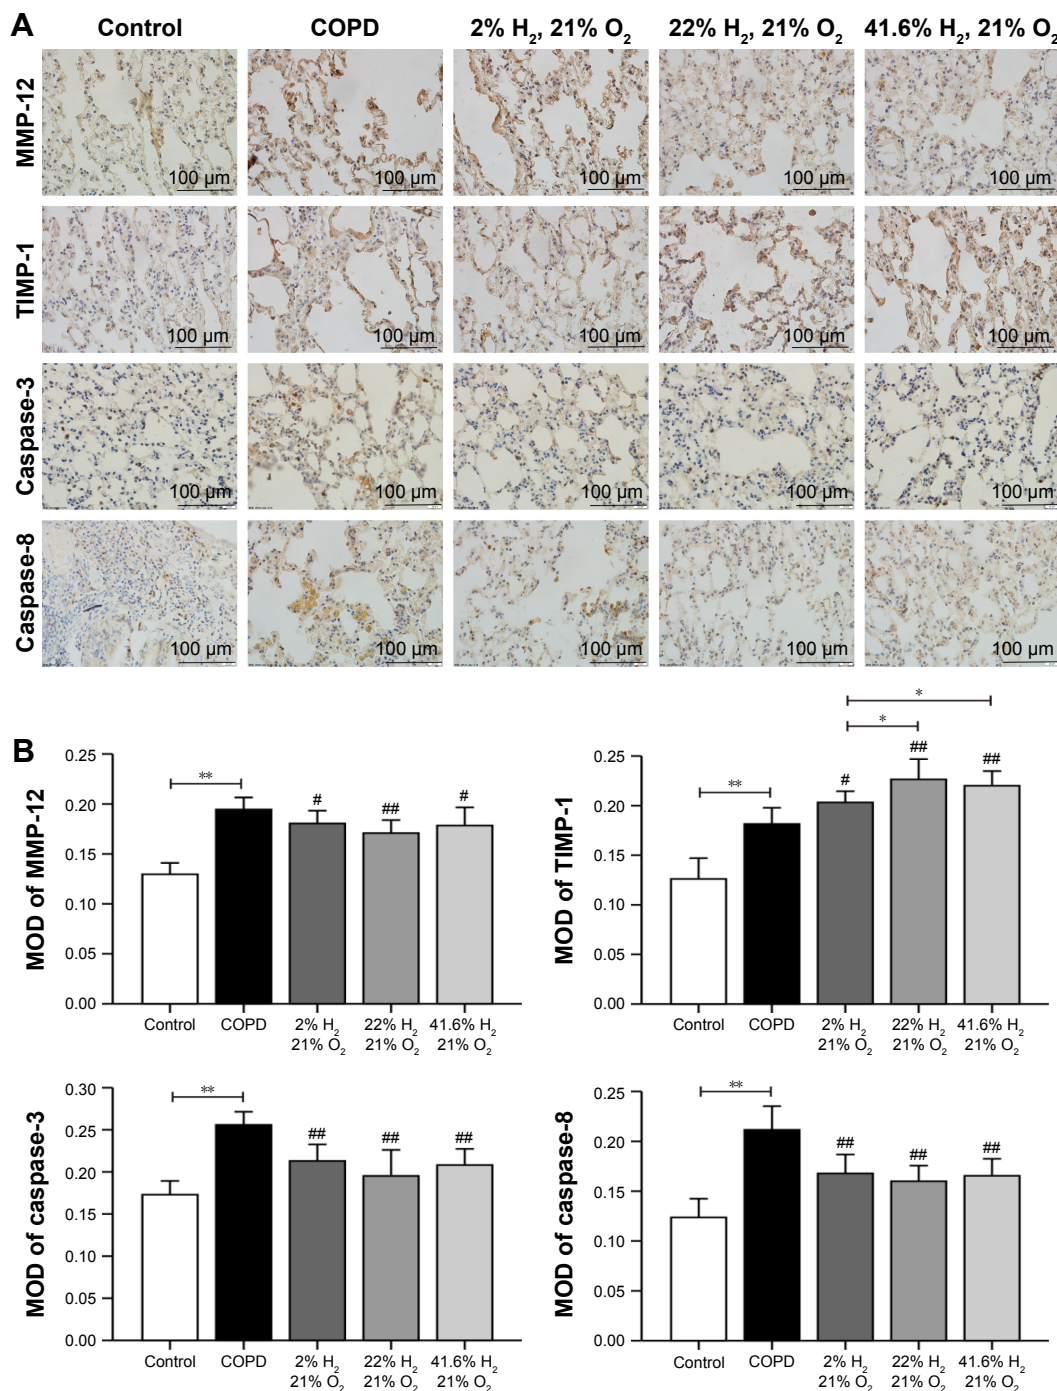 A
Control COPD 2% H₂, 21% O₂ 22% H₂, 21% O₂ 41.6% H₂, 21% O₂
MMP-12
100 µm 100 µm 100 µm 100 µm 100 µm
TIMP-1
100 µm 100 µm 100 µm 100 µm 100 µm
Caspase-3
100 µm 100 µm 100 µm 100 µm 100 µm
Caspase-8
100 µm 100 µm 100 µm 100 µm 100 µm
B
MOD of MMP-12
0.25
0.20
0.15
0.10
0.05
0.00
** # ## #
Control COPD 2% H₂ 22% H₂ 41.6% H₂
21% O₂ 21% O₂ 21% O₂
MOD of TIMP-1
0.25
0.20
0.15
0.10
0.05
0.00
*
*
** # ## ##
Control COPD 2% H₂ 22% H₂ 41.6% H₂
21% O₂ 21% O₂ 21% O₂
MOD of caspase-3
0.30
0.25
0.20
0.15
0.10
0.05
0.00
** ## ## ##
Control COPD 2% H₂ 22% H₂ 41.6% H₂
21% O₂ 21% O₂ 21% O₂
MOD of caspase-8
0.25
0.20
0.15
0.10
0.05
0.00
** ## ## ##
Control COPD 2% H₂ 22% H₂ 41.6% H₂
21% O₂ 21% O₂ 21% O₂